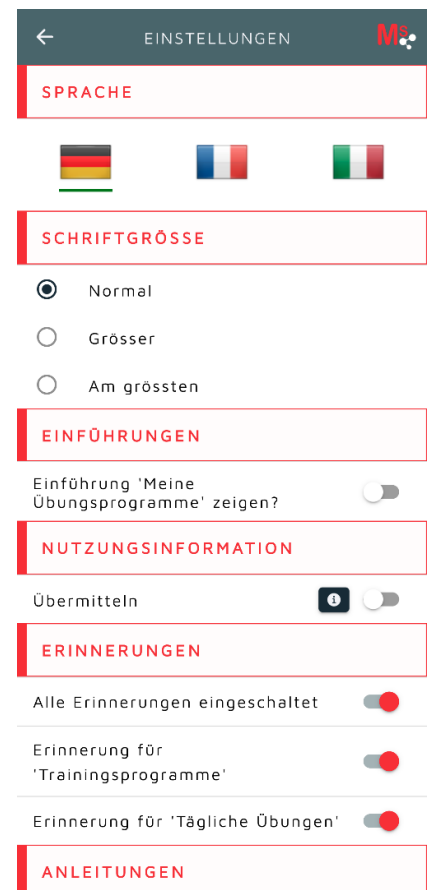 EINSTELLUNGEN
Ms
SPRACHE
SCHRIFTGRÖSSE
Normal
Grösser
Am grössten
EINFÜHRUNGEN
Einführung 'Meine
Übungsprogramme' zeigen?
NUTZUNGSINFORMATION
Übermitteln
ERINNERUNGEN
Alle Erinnerungen eingeschaltet
Erinnerung für
'Trainingsprogramme'
Erinnerung für 'Tägliche Übungen'
ANLEITUNGEN